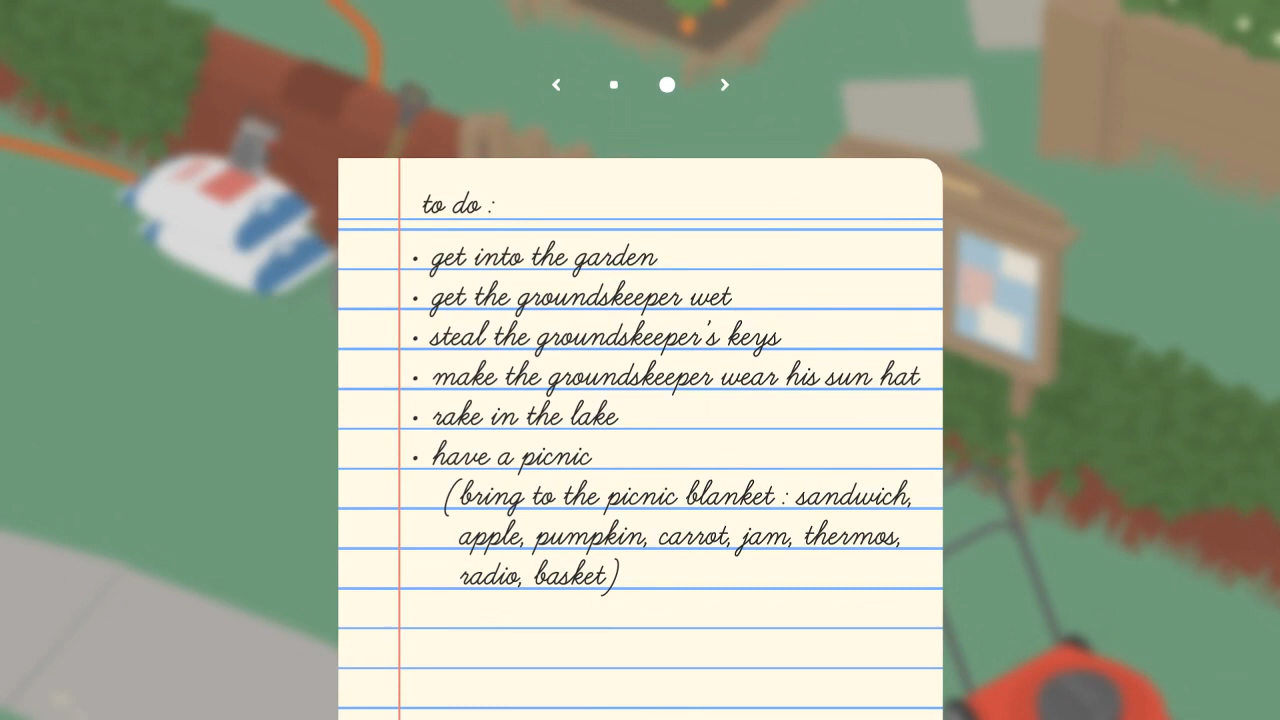 to do :
• get into the garden
• get the groundskeeper wet
• steal the groundskeeper's keys
• make the groundskeeper wear his sun hat
• rake in the lake
• have a picnic
(bring to the picnic blanket : sandwich,
apple, pumpkin, carrot, jam, thermos,
radio, basket)